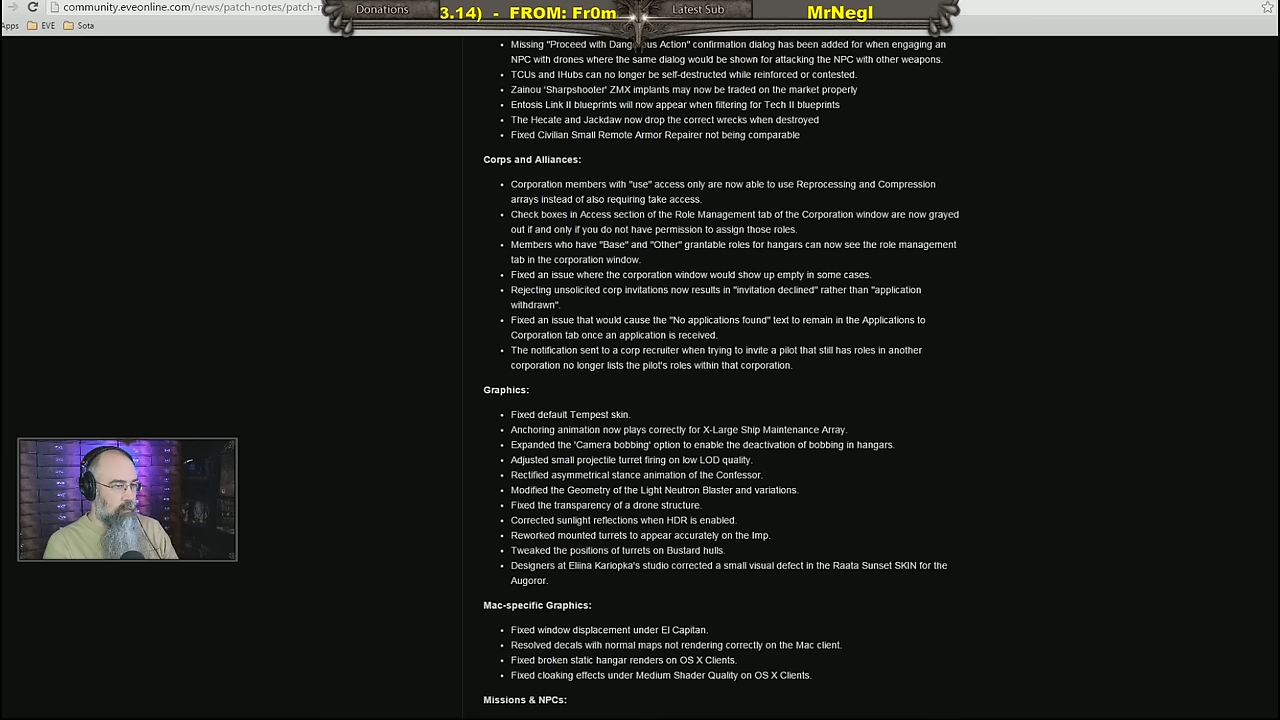 community.eveonline.com/news/patch-notes/patch-n
Donations
3.14) - FROM: Fr0m
Latest Sub
MrNegl
Apps
EVE
Sota
• Missing "Proceed with Dangerous Action" confirmation dialog has been added for when engaging an
NPC with drones where the same dialog would be shown for attacking the NPC with other weapons.
• TCUs and IHubs can no longer be self-destructed while reinforced or contested.
• Zainou 'Sharpshooter' ZMX implants may now be traded on the market properly
• Entosis Link II blueprints will now appear when filtering for Tech II blueprints
• The Hecate and Jackdaw now drop the correct wrecks when destroyed
• Fixed Civilian Small Remote Armor Repairer not being comparable
Corps and Alliances:
• Corporation members with "use" access only are now able to use Reprocessing and Compression
arrays instead of also requiring take access.
• Check boxes in Access section of the Role Management tab of the Corporation window are now grayed
out if and only if you do not have permission to assign those roles.
• Members who have "Base" and "Other" grantable roles for hangars can now see the role management
tab in the corporation window.
• Fixed an issue where the corporation window would show up empty in some cases.
• Rejecting unsolicited corp invitations now results in "invitation declined" rather than "application
withdrawn".
• Fixed an issue that would cause the "No applications found" text to remain in the Applications to
Corporation tab once an application is received.
• The notification sent to a corp recruiter when trying to invite a pilot that still has roles in another
corporation no longer lists the pilot's roles within that corporation.
Graphics:
• Fixed default Tempest skin.
• Anchoring animation now plays correctly for X-Large Ship Maintenance Array.
• Expanded the 'Camera bobbing' option to enable the deactivation of bobbing in hangars.
• Adjusted small projectile turret firing on low LOD quality.
• Rectified asymmetrical stance animation of the Confessor.
• Modified the Geometry of the Light Neutron Blaster and variations.
• Fixed the transparency of a drone structure.
• Corrected sunlight reflections when HDR is enabled.
• Reworked mounted turrets to appear accurately on the Imp.
• Tweaked the positions of turrets on Bustard hulls.
• Designers at Eliina Kariopka's studio corrected a small visual defect in the Raata Sunset SKIN for the
Augoror.
Mac-specific Graphics:
• Fixed window displacement under El Capitan.
• Resolved decals with normal maps not rendering correctly on the Mac client.
• Fixed broken static hangar renders on OS X Clients.
• Fixed cloaking effects under Medium Shader Quality on OS X Clients.
Missions & NPCs: